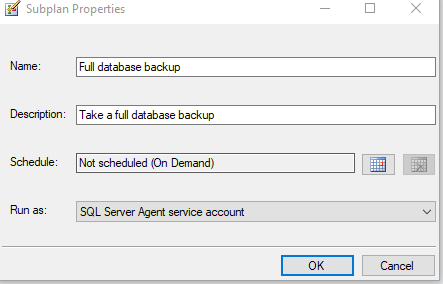 Subplan Properties
Name: Full database backup
Description: Take a full database backup
Schedule: Not scheduled (On Demand)
Run as: SQL Server Agent service account
OK Cancel